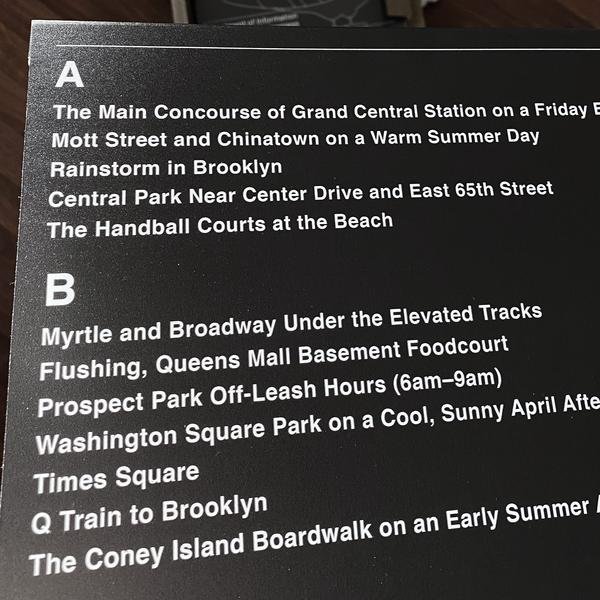 of Information
A
The Main Concourse of Grand Central Station on a Friday
Mott Street and Chinatown on a Warm Summer Day
Rainstorm in Brooklyn
Central Park Near Center Drive and East 65th Street
The Handball Courts at the Beach
B
Myrtle and Broadway Under the Elevated Tracks
Flushing, Queens Mall Basement Foodcourt
Prospect Park Off-Leash Hours (6am–9am)
Washington Square Park on a Cool, Sunny April
Times Square
Q Train to Brooklyn
The Coney Island Boardwalk on an Early Summer